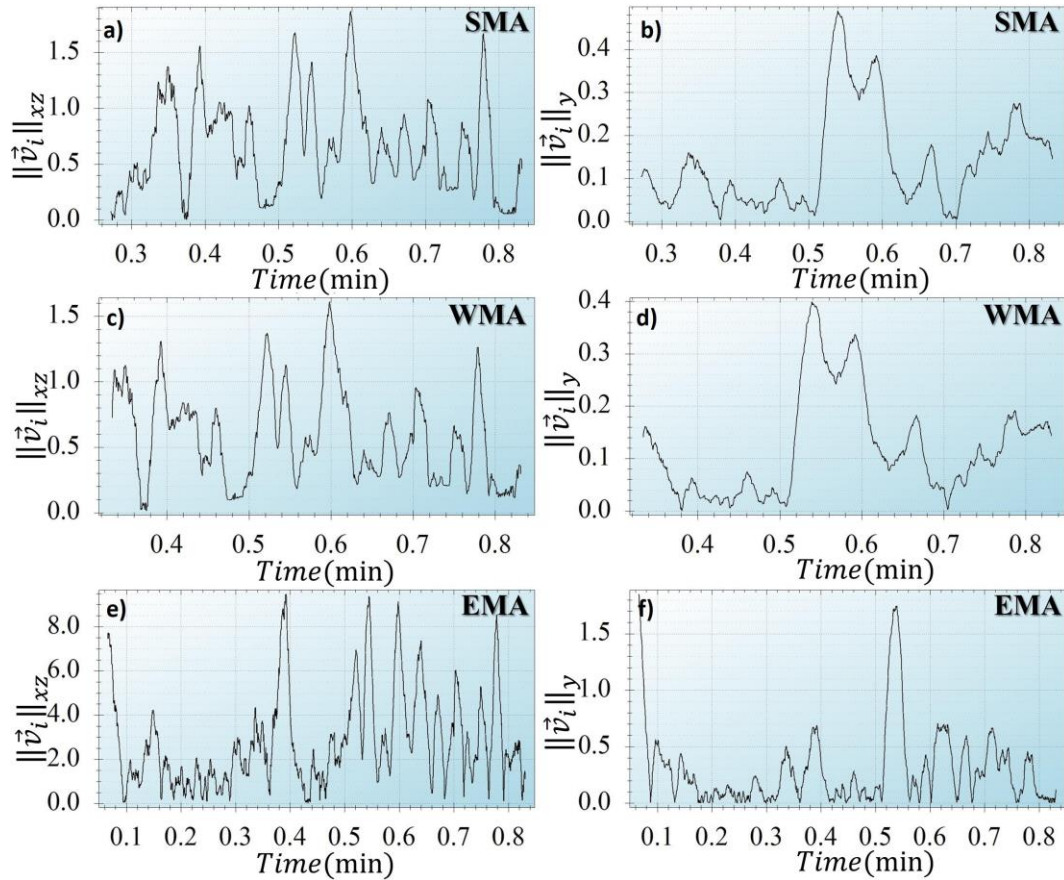 a) SMA
||v⃗ᵢ||xz
1.5
1.0
0.5
0.0
0.3 0.4 0.5 0.6 0.7 0.8
Time(min)
b) SMA
||v⃗ᵢ||y
0.4
0.3
0.2
0.1
0.0
0.3 0.4 0.5 0.6 0.7 0.8
Time(min)
c) WMA
||v⃗ᵢ||xz
1.5
1.0
0.5
0.0
0.4 0.5 0.6 0.7 0.8
Time(min)
d) WMA
||v⃗ᵢ||y
0.4
0.3
0.2
0.1
0.0
0.4 0.5 0.6 0.7 0.8
Time(min)
e) EMA
||v⃗ᵢ||xz
8.0
6.0
4.0
2.0
0.0
0.1 0.2 0.3 0.4 0.5 0.6 0.7 0.8
Time(min)
f) EMA
||v⃗ᵢ||y
1.5
1.0
0.5
0.0
0.1 0.2 0.3 0.4 0.5 0.6 0.7 0.8
Time(min)